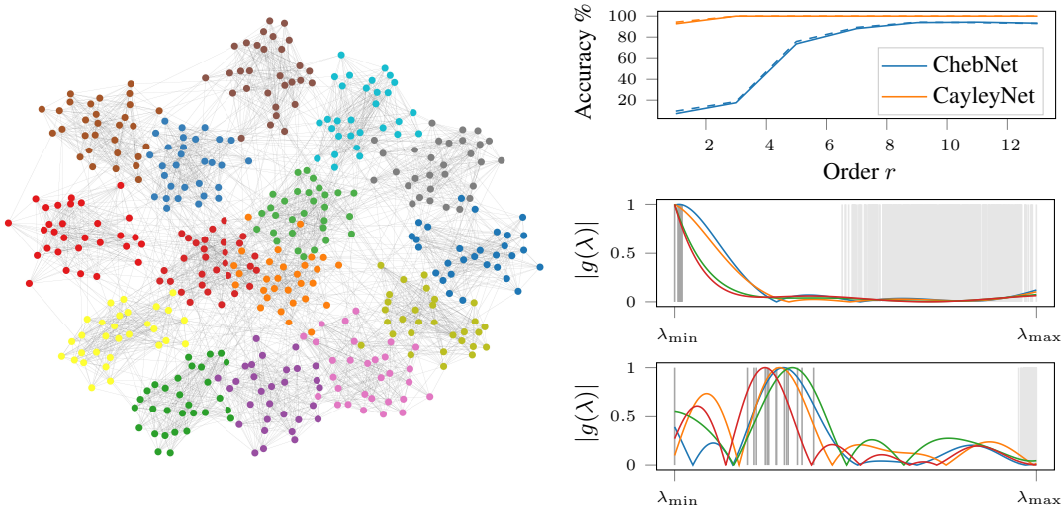 Accuracy %
100
80
60
40
20
ChebNet
CayleyNet
2 4 6 8 10 12
Order r
|g(λ)|
1
0.5
0
λmin λmax
|g(λ)|
1
0.5
0
λmin λmax